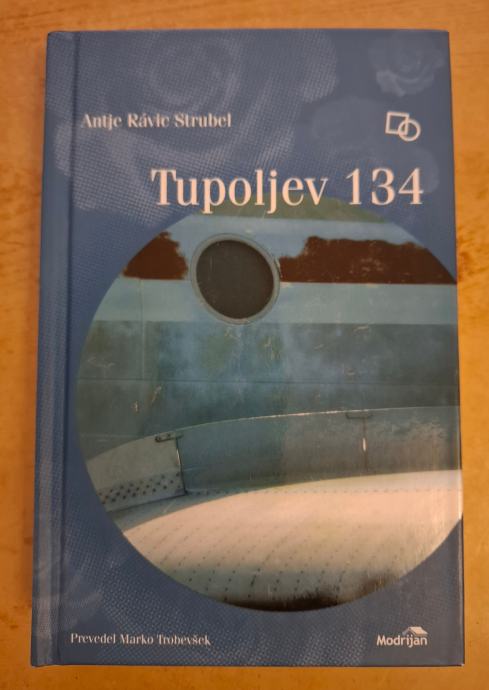 Antje Rávic Strubel
Tupoljev 134
Prevedel Marko Trobevšek
Modrijan